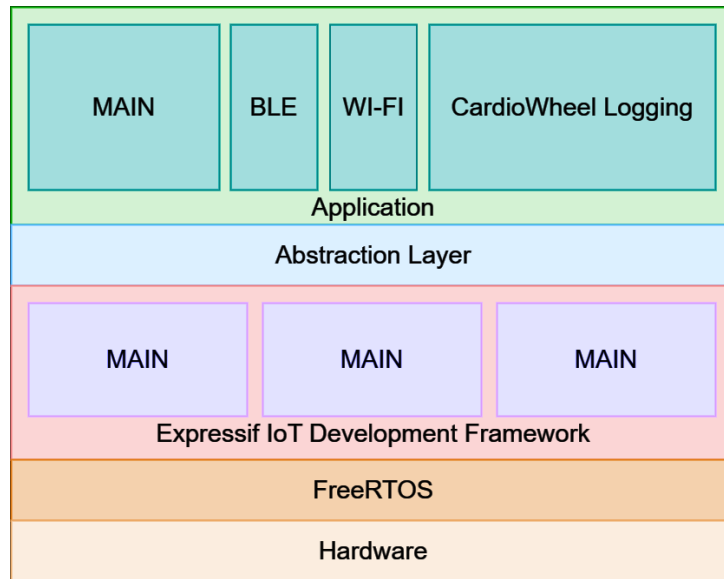 MAIN
BLE
WI-FI
CardioWheel Logging
Application
Abstraction Layer
MAIN
MAIN
MAIN
Expressif IoT Development Framework
FreeRTOS
Hardware